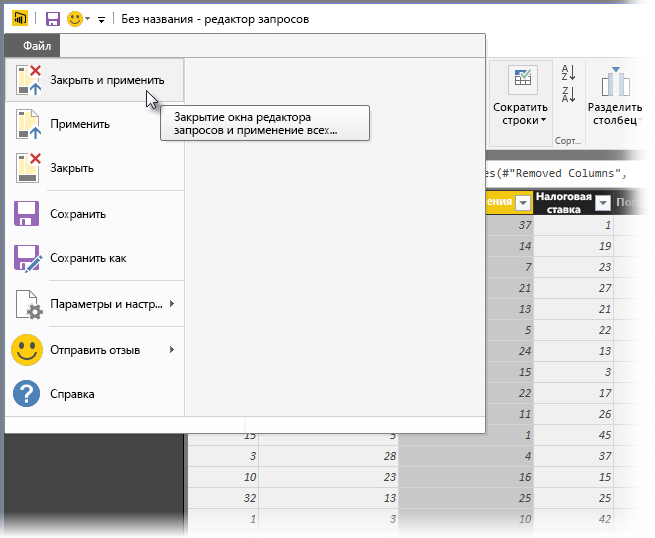 Без названия - редактор запросов
Файл
Закрыть и применить
Применить
Закрыть
Сохранить
Сохранить как
Параметры и настр...
Отправить отзыв
Справка
Закрытие окна редактора
запросов и применение всех...
Сократить
строки
Разделить
столбец
Сорт...
es(#"Removed Columns",
ения
Налоговая
ставка
37 1
14 19
7 23
21 27
13 21
5 22
24 13
15 3
22 17
11 26
15 5 1 45
3 28 4 37
10 23 16 15
32 13 25 25
1 3 10 42